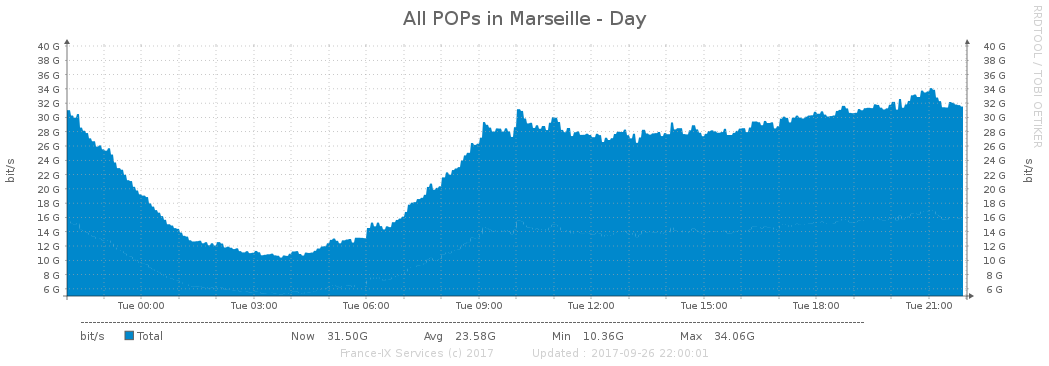 All POPs in Marseille - Day
RRDTOOL / TOBI OETIKER
bit/s
40 G 40 G
38 G 38 G
36 G 36 G
34 G 34 G
32 G 32 G
30 G 30 G
28 G 28 G
26 G 26 G
24 G 24 G
22 G 22 G
20 G 20 G
18 G 18 G
16 G 16 G
14 G 14 G
12 G 12 G
10 G 10 G
8 G 8 G
6 G 6 G
bit/s
Tue 00:00 Tue 03:00 Tue 06:00 Tue 09:00 Tue 12:00 Tue 15:00 Tue 18:00 Tue 21:00
bit/s Total Now 31.50G Avg 23.58G Min 10.36G Max 34.06G
France-IX Services (c) 2017 Updated : 2017-09-26 22:00:01